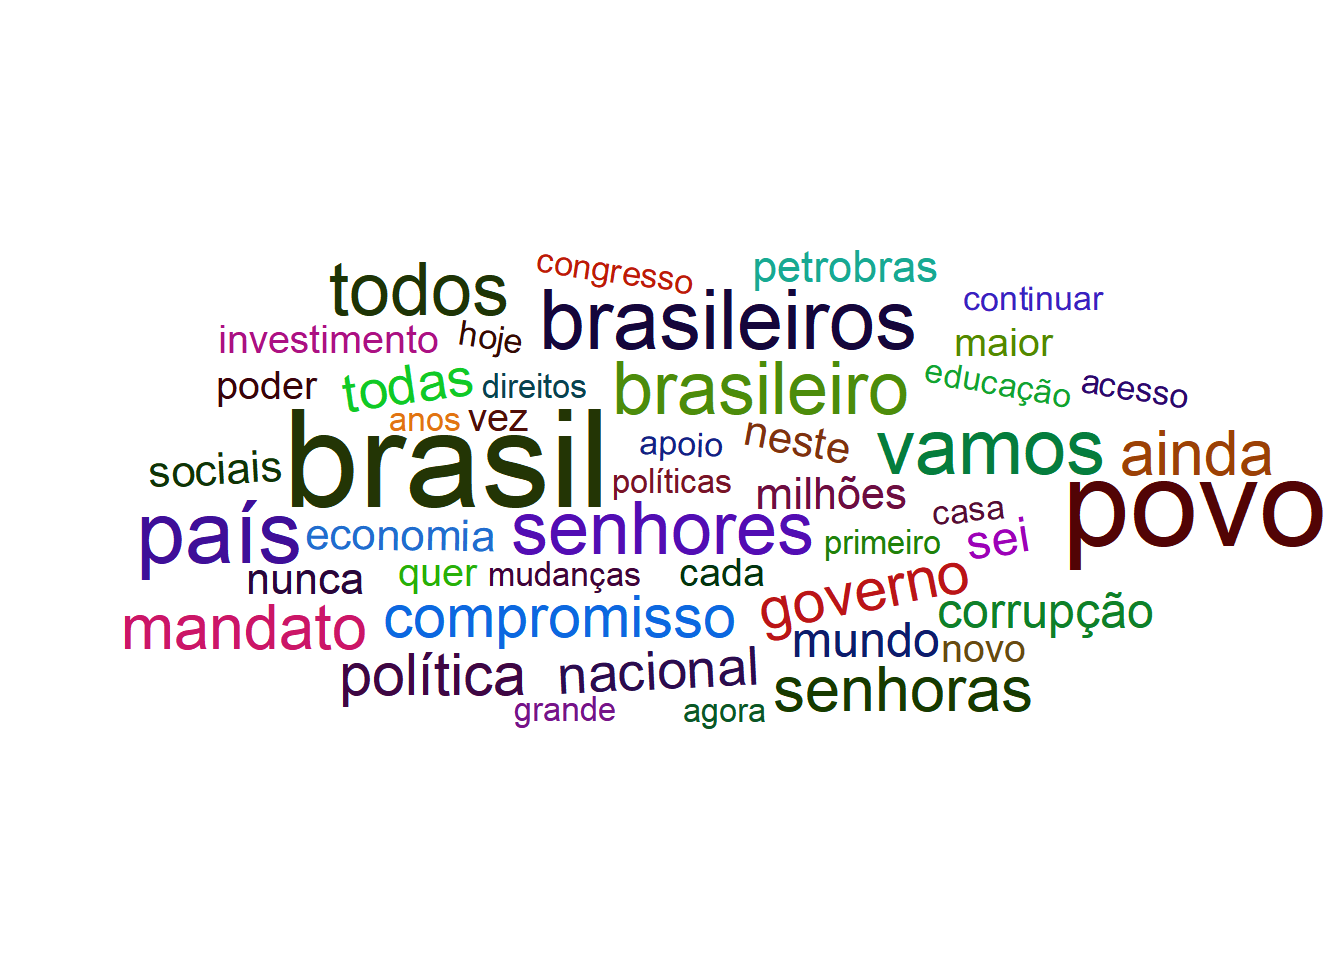 congresso
petrobras
todos
continuar
brasileiros
investimento
hoje
maior
poder
todas
direitos
brasileiro
educação
acesso
anos
vez
apoio
neste
vamos
ainda
brasil
sociais
políticas
milhões
casa
povo
país
economia
senhores
primeiro
sei
nunca
quer
mudanças
cada
governo
mandato
compromisso
corrupção
mundo
novo
política
nacional
senhoras
grande
agora